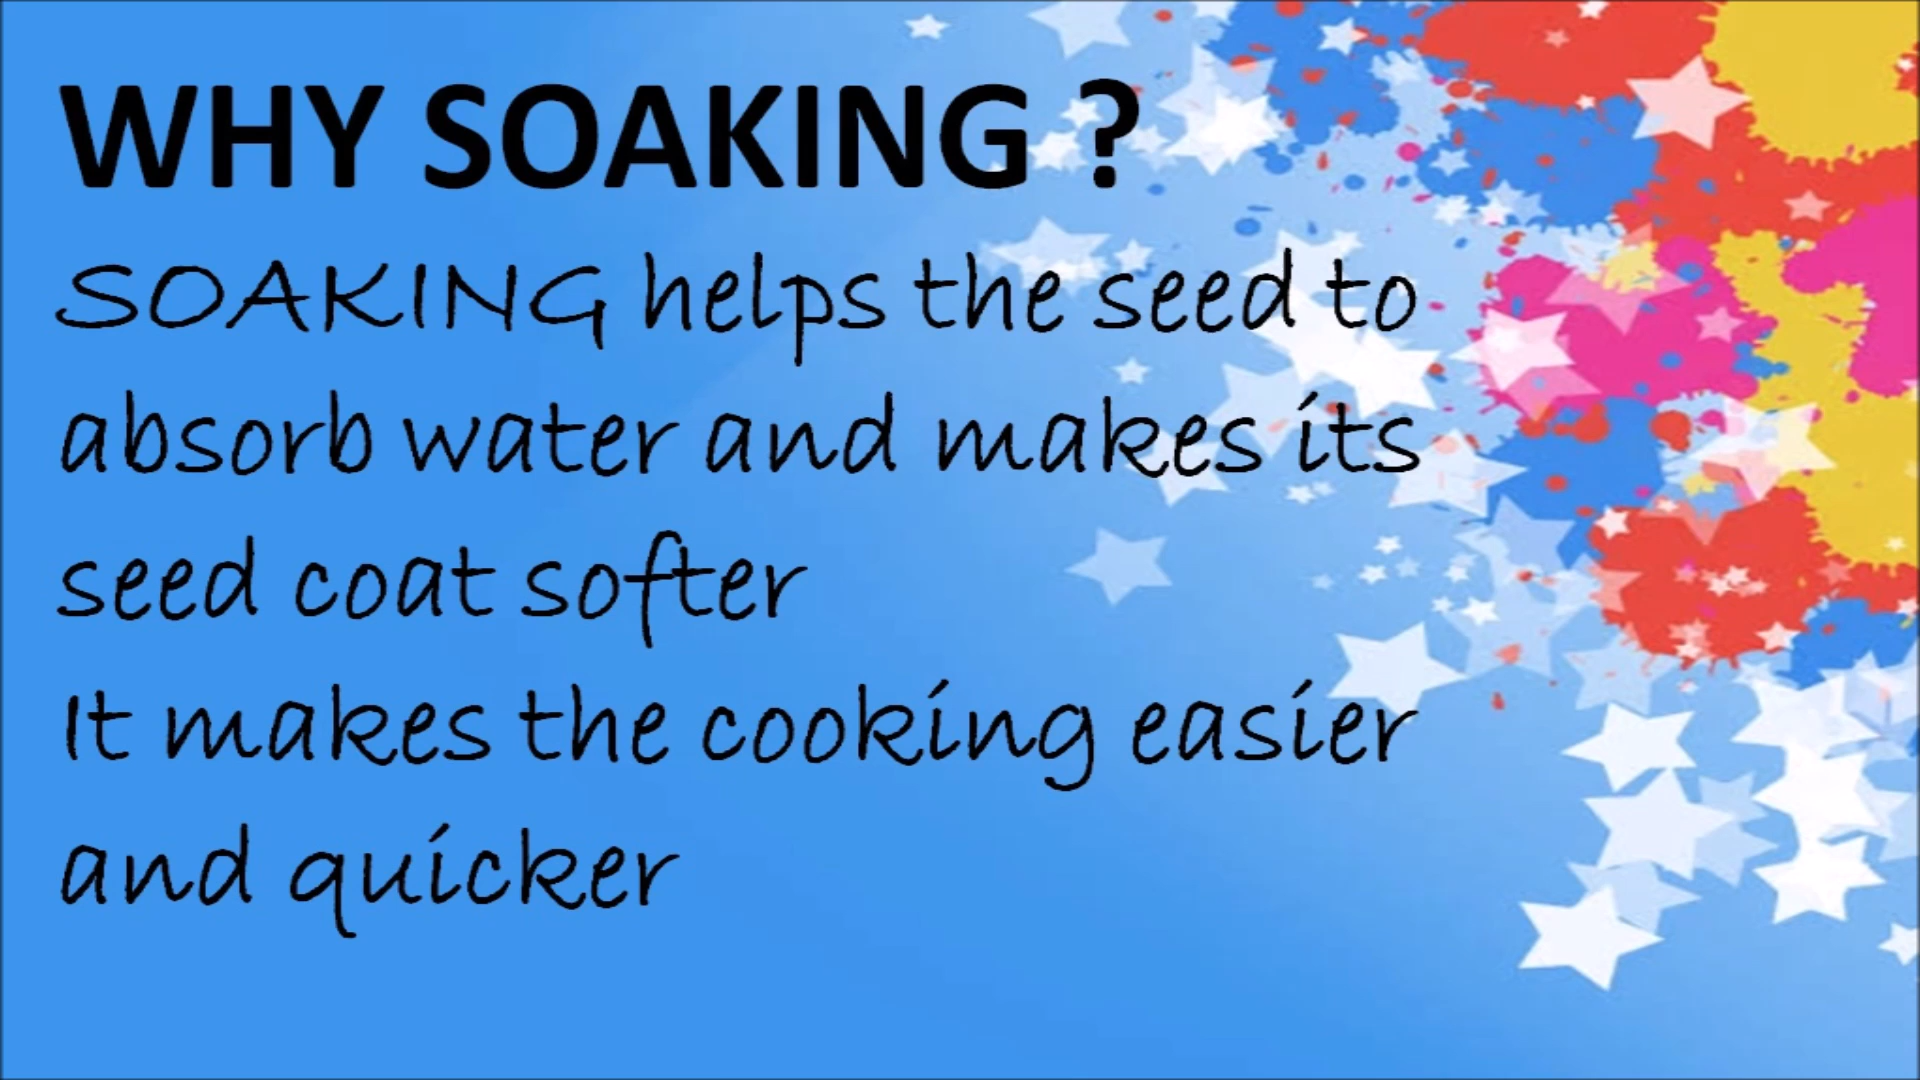 WHY SOAKING ?
SOAKING helps the seed to
absorb water and makes its
seed coat softer
It makes the cooking easier
and quicker